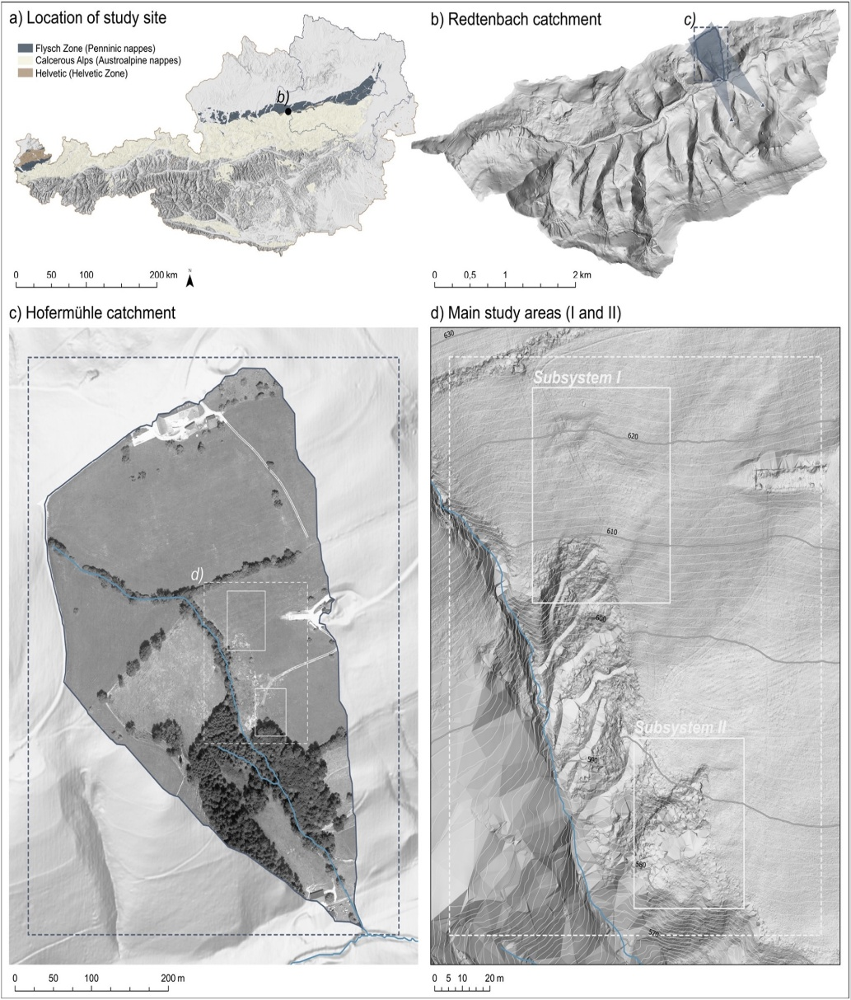 a) Location of study site
Flysch Zone (Penninic nappes)
Calcerous Alps (Austroalpine nappes)
Helvetic (Helvetic Zone)
b)
0 50 100 200 km
N
b) Redtenbach catchment
c)
0 0,5 1 2 km
c) Hofermühle catchment
d)
0 50 100 200 m
d) Main study areas (I and II)
630
Subsystem I
620
610
600
Subsystem II
590
580
570
0 5 10 20 m